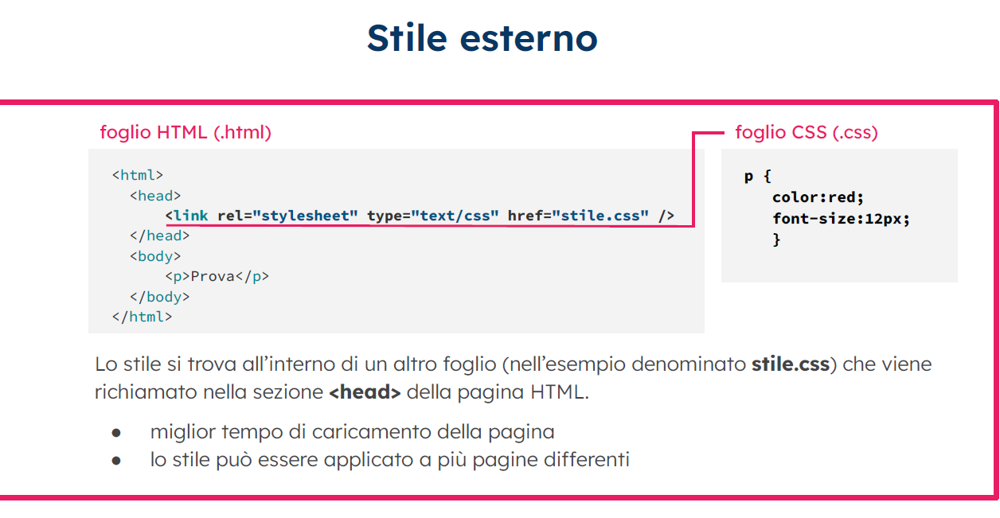 Stile esterno
foglio HTML (.html)
<html>
<head>
<link rel="stylesheet" type="text/css" href="stile.css" />
</head>
<body>
<p>Prova</p>
</body>
</html>
foglio CSS (.css)
p {
color:red;
font-size:12px;
}
Lo stile si trova all’interno di un altro foglio (nell’esempio denominato stile.css) che viene
richiamato nella sezione <head> della pagina HTML.
● miglior tempo di caricamento della pagina
● lo stile può essere applicato a più pagine differenti